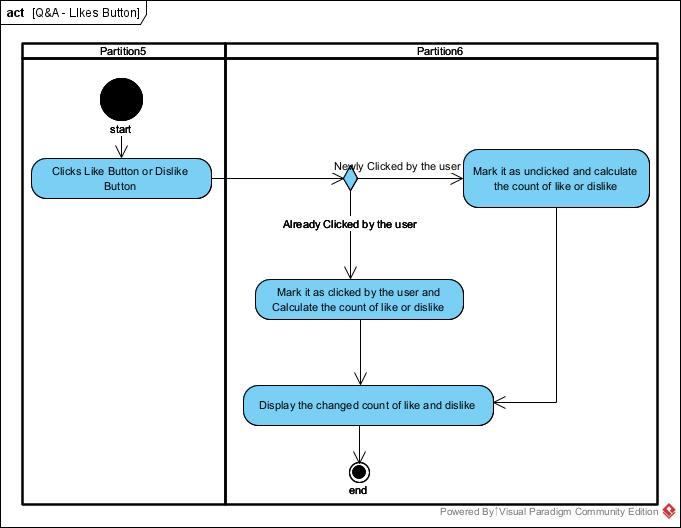 act [Q&A - LIkes Button]
Partition5
Partition6
start
Clicks Like Button or Dislike
Button
Newly Clicked by the user
Mark it as unclicked and calculate
the count of like or dislike
Already Clicked by the user
Mark it as clicked by the user and
Calculate the count of like or dislike
Display the changed count of like and dislike
end
Powered By Visual Paradigm Community Edition